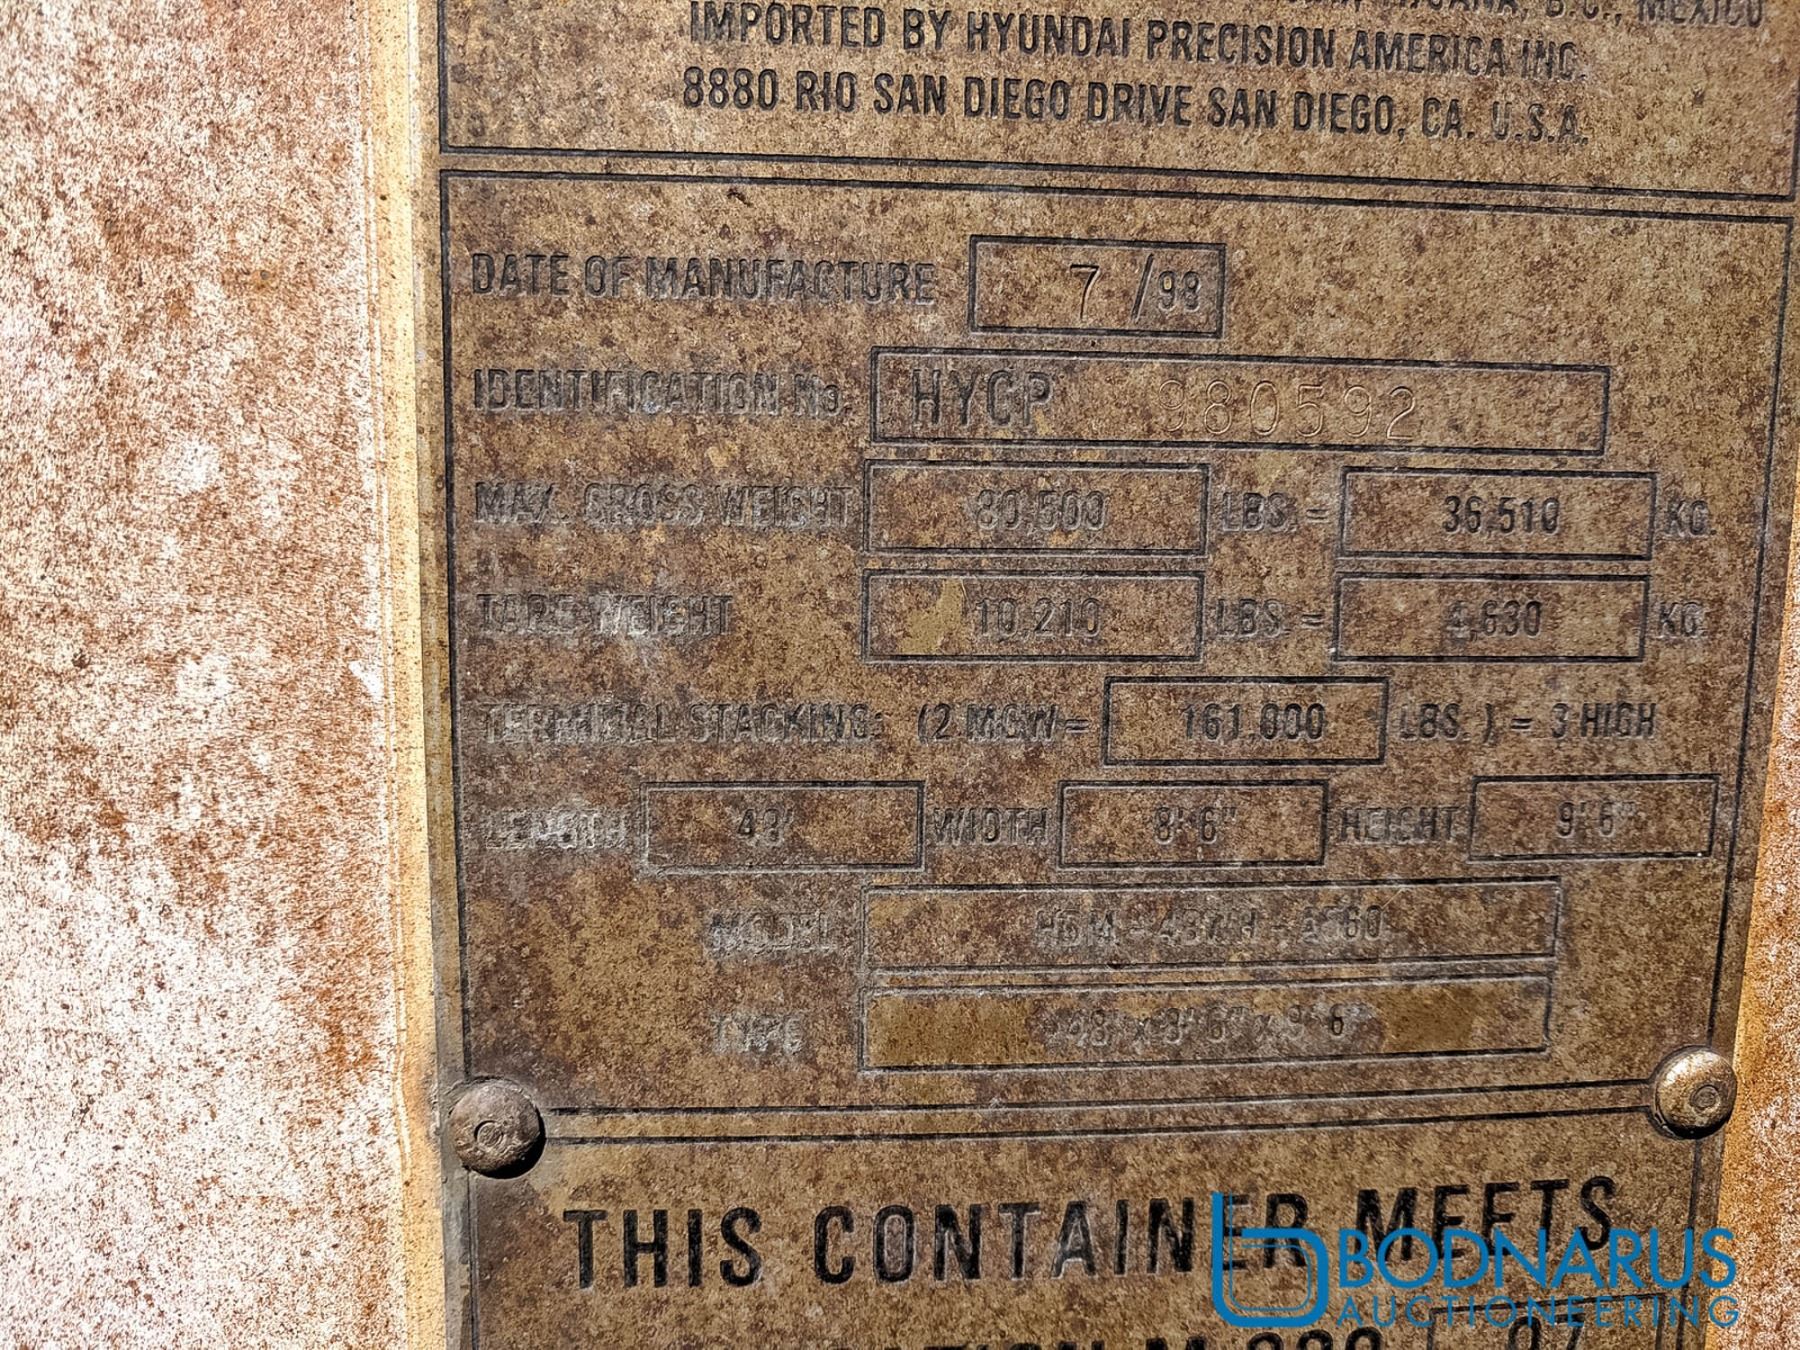 TIJUANA, B.C., MEXICO
IMPORTED BY HYUNDAI PRECISION AMERICA INC.
8880 RIO SAN DIEGO DRIVE SAN DIEGO, CA. U.S.A.
DATE OF MANUFACTURE 7 /98
IDENTIFICATION No. HYCP 980592
MAX. GROSS WEIGHT 80,500 LBS. = 36,510 KG.
TARE WEIGHT 10,210 LBS. = 4,630 KG.
TERMINAL STACKING: (2 MGW = 161,000 LBS.) = 3 HIGH
LENGTH 48' WIDTH 8' 6" HEIGHT 9' 6"
MODEL
TYPE 48' x 8' 6" x 9' 6"
THIS CONTAINER MEETS
97
BODNARUS
AUCTIONEERING